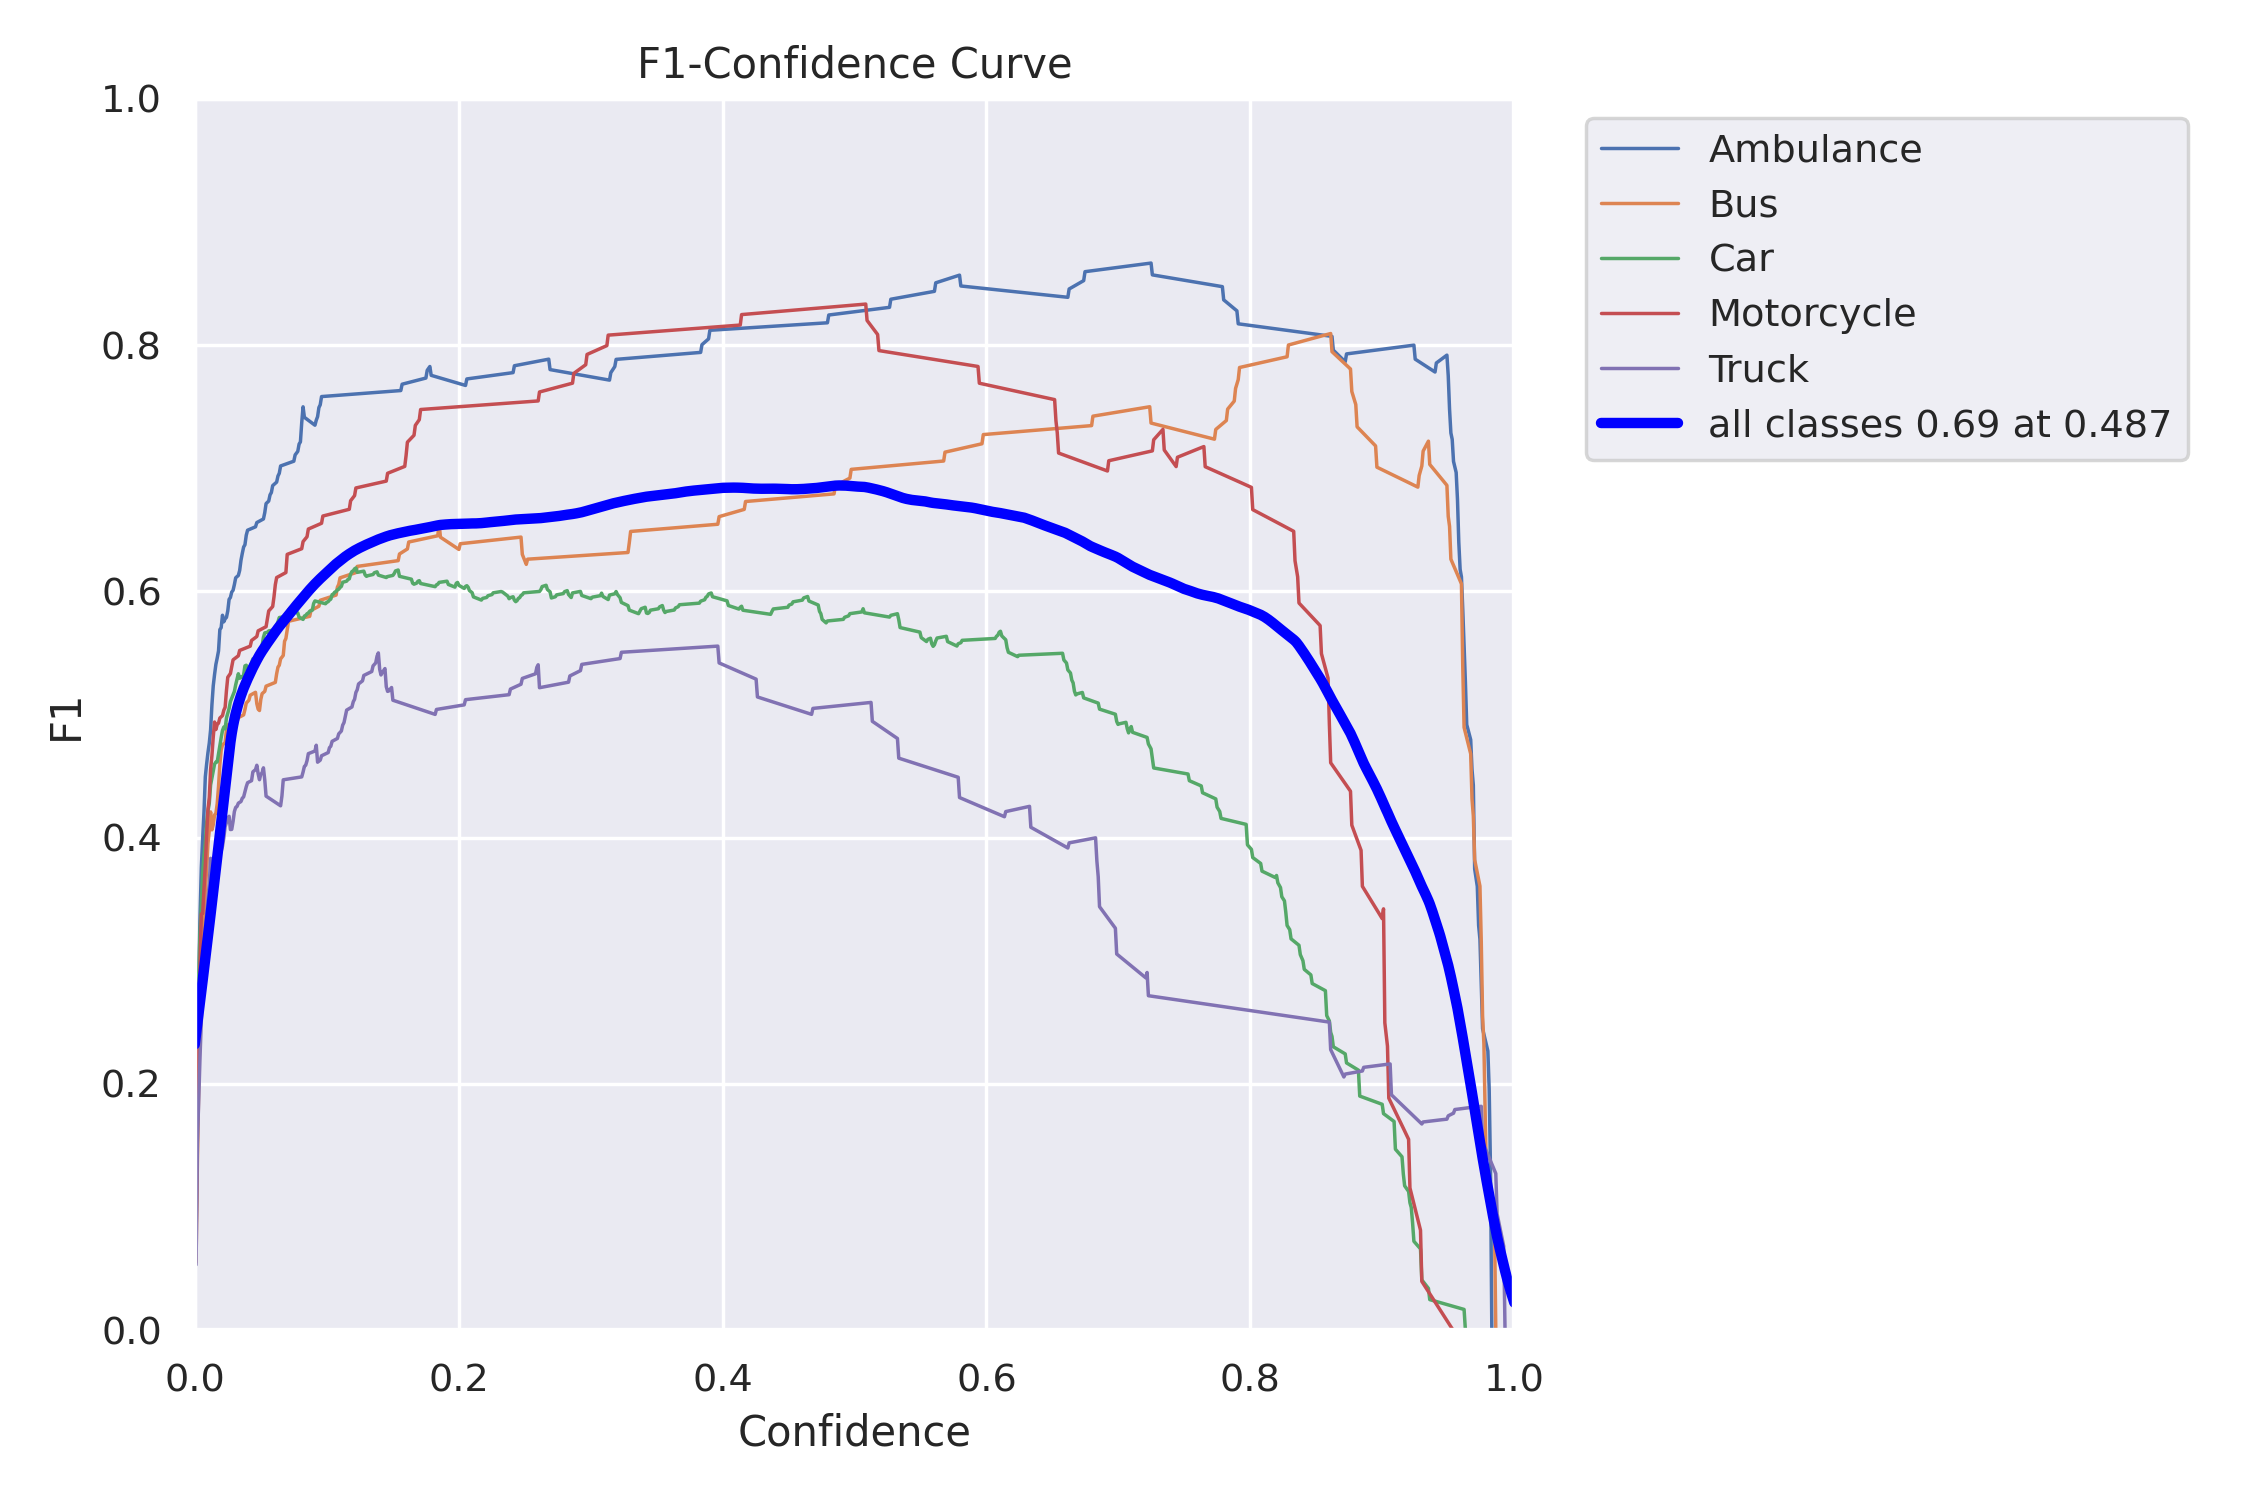 F1-Confidence Curve
1.0
0.8
0.6
0.4
0.2
0.0
F1
0.0 0.2 0.4 0.6 0.8 1.0
Confidence
Ambulance
Bus
Car
Motorcycle
Truck
all classes 0.69 at 0.487